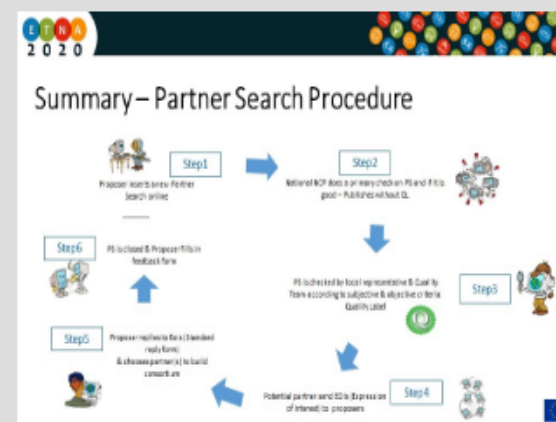 ETNA
2020
Summary – Partner Search Procedure
Step1
Proposer inserts a new Partner
Search online
Step2
National NCP does a primary check on PS and if it is
good – Publishes without QL
Step3
PS is checked by local representative & Quality
Team according to subjective & objective criteria:
Quality Label
Q
Step4
Potential partner send EOIs (Expression
of Interest) to proposers
Step5
Proposer replies to EoIs (Standard
reply form)
& chooses partner(s) to build
consortium
Step6
PS is closed & Proposer fills in
feedback form